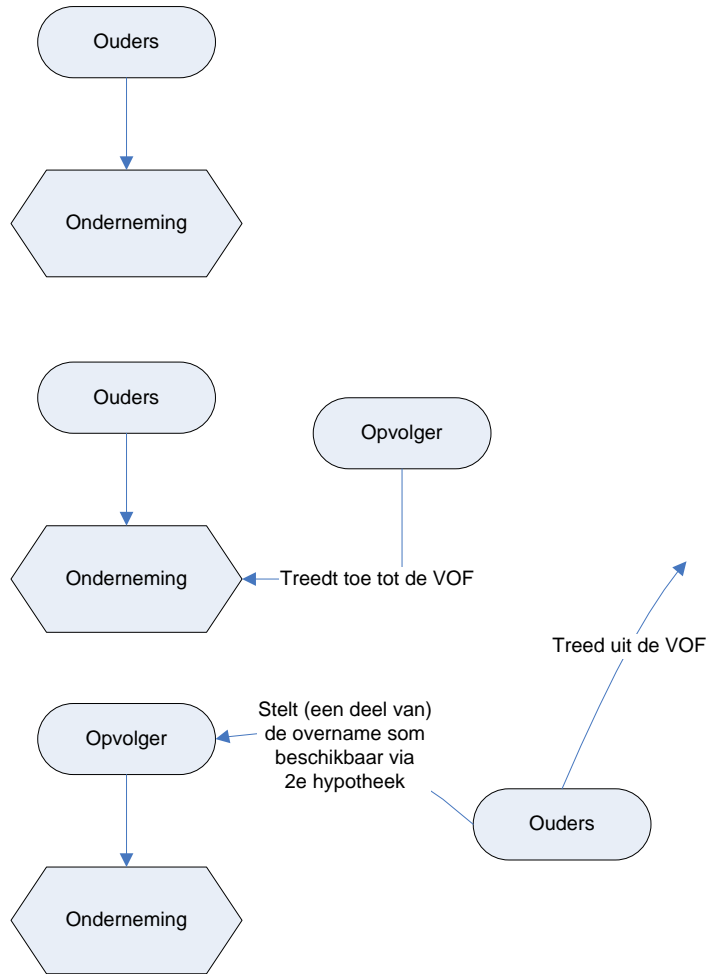 Ouders
Onderneming
Ouders
Opvolger
Onderneming
Treedt toe tot de VOF
Treed uit de VOF
Stelt (een deel van)
de overname som
beschikbaar via
2e hypotheek
Opvolger
Ouders
Onderneming